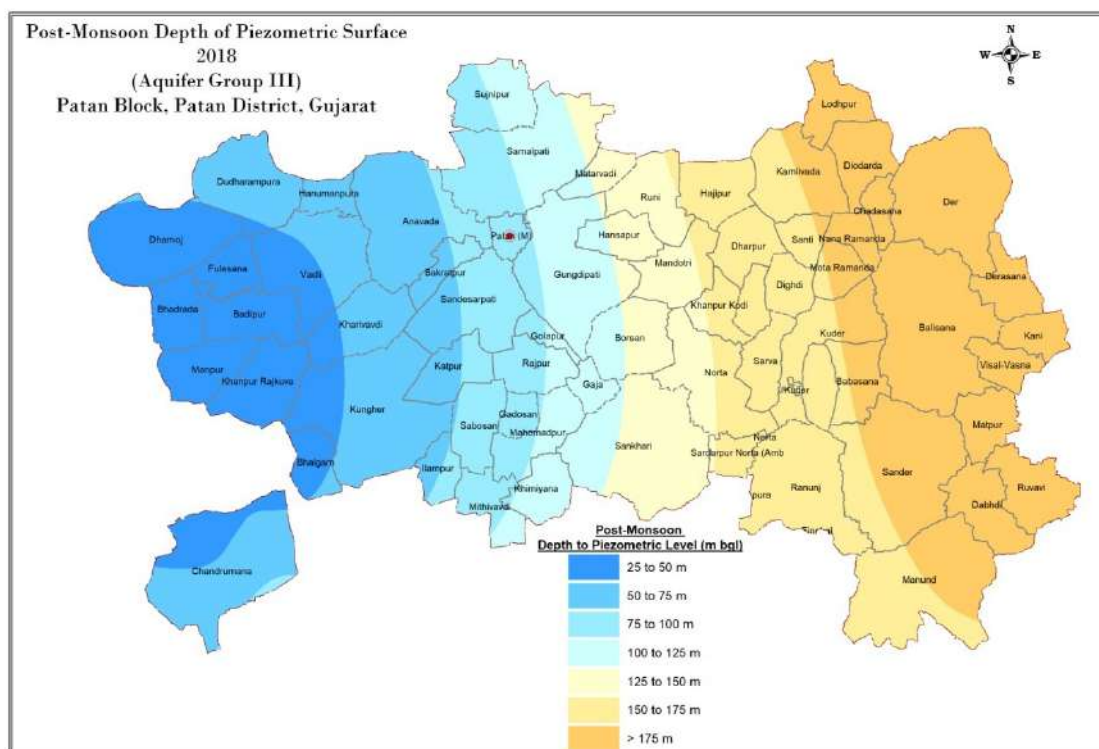 Post-Monsoon Depth of Piezometric Surface
2018
(Aquifer Group III)
Patan Block, Patan District, Gujarat
N
W E
S
Sujnipur
Lodhpur
Samalpati
Diodarda
Dudharampura
Hanumanpura
Matarvadi
Runi
Hajipur
Kamlivada
Der
Chadasana
Anavada
Dhamoj
Patan (M)
Hansapur
Dharpur
Santi
Nana Ramanda
Fulesana
Vadli
Bakratpur
Gungdipati
Mandotri
Mota Ramanda
Derasana
Dighdi
Bhadrada
Badipur
Sandesarpati
Khanpur Kodi
Kharivavdi
Golapur
Borsan
Kuder
Balisana
Kani
Manpur
Khanpur Rajkuva
Katpur
Rajpur
Sarva
Visal-Vasna
Norta
Gaja
Kuder
Babasana
Kungher
Gadosan
Sabosan
Mahemadpur
Matpur
Sankhari
Norta
Bhalgam
Ilampur
Sardarpur Norta (Amb
Sander
Khimiyana
Ranunj
Ruvavi
Mithivavdi
pura
Dabhdi
Chandrumana
Manund
Post-Monsoon
Depth to Piezometric Level (m bgl)
25 to 50 m
50 to 75 m
75 to 100 m
100 to 125 m
125 to 150 m
150 to 175 m
> 175 m